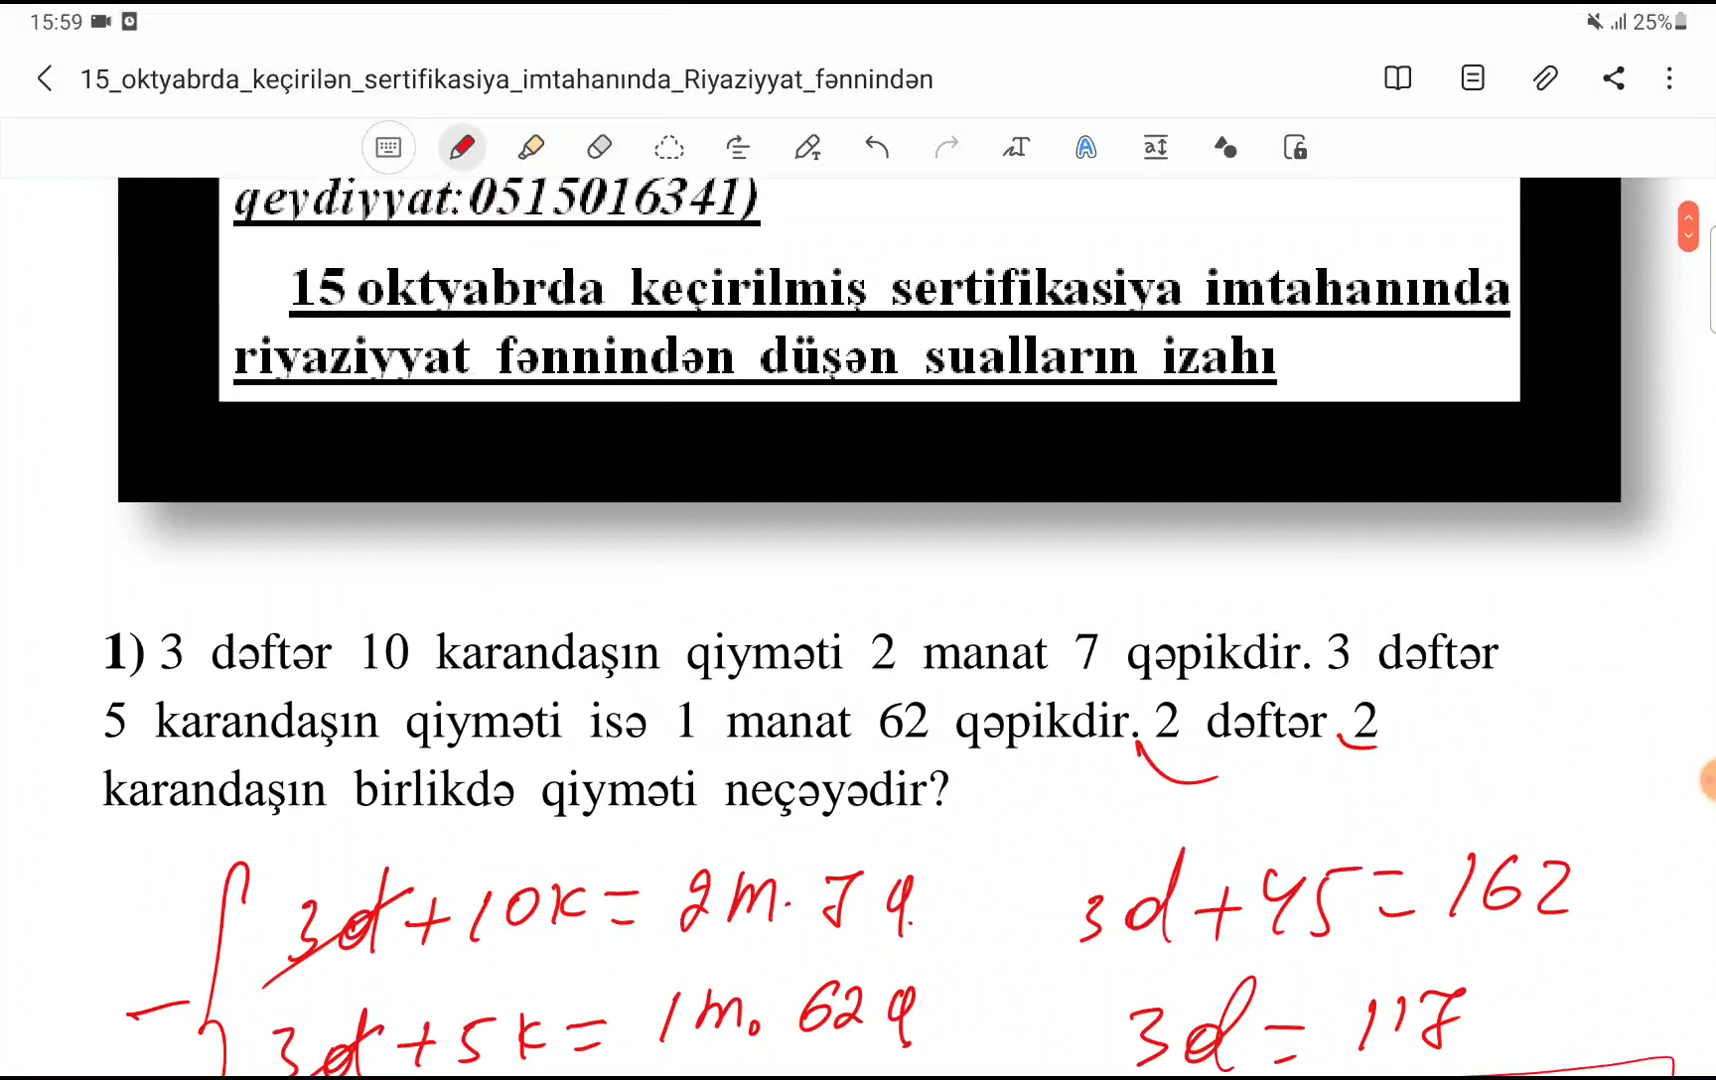 15:59
25%
15_oktyabrda_keçirilən_sertifikasiya_imtahanında_Riyaziyyat_fənnindən
qeydiyyat:0515016341)
15 oktyabrda keçirilmiş sertifikasiya imtahanında
riyaziyyat fənnindən düşən sualların izahı
1) 3 dəftər 10 karandaşın qiyməti 2 manat 7 qəpikdir. 3 dəftər
5 karandaşın qiyməti isə 1 manat 62 qəpikdir. 2 dəftər 2
karandaşın birlikdə qiyməti neçəyədir?
3d+10k= 2m. 7q.
3d+45=162
3d+5k= 1m. 62q
3d= 117